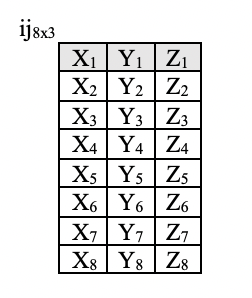 ij₈ₓ₃
X₁ Y₁ Z₁
X₂ Y₂ Z₂
X₃ Y₃ Z₃
X₄ Y₄ Z₄
X₅ Y₅ Z₅
X₆ Y₆ Z₆
X₇ Y₇ Z₇
X₈ Y₈ Z₈